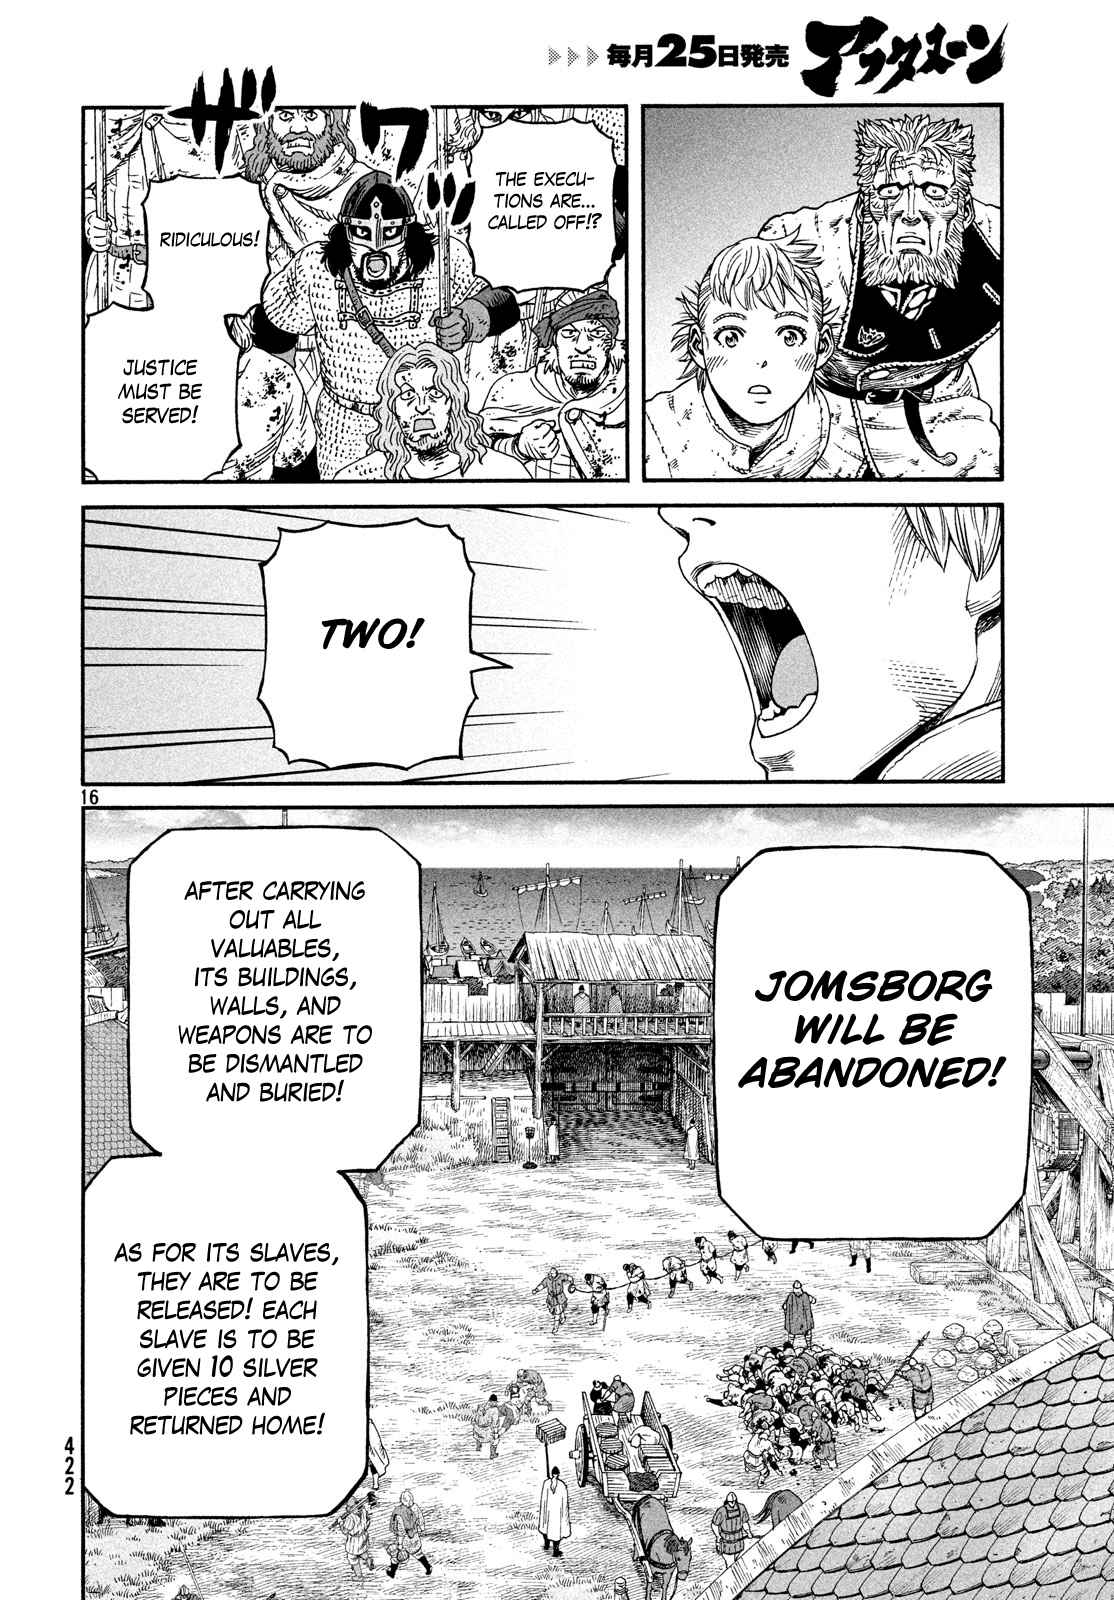 ▷▷▷毎月25日発売 アフタヌーン
ザワッ
THE EXECU-
TIONS ARE...
CALLED OFF!?
RIDICULOUS!
JUSTICE
MUST BE
SERVED!
TWO!
16
JOMSBORG
WILL BE
ABANDONED!
AFTER CARRYING
OUT ALL
VALUABLES,
ITS BUILDINGS,
WALLS, AND
WEAPONS ARE TO
BE DISMANTLED
AND BURIED!
AS FOR ITS SLAVES,
THEY ARE TO BE
RELEASED! EACH
SLAVE IS TO BE
GIVEN 10 SILVER
PIECES AND
RETURNED HOME!
422